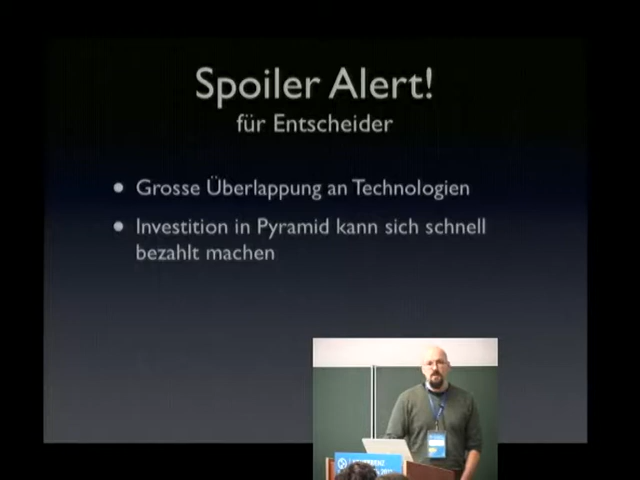 Spoiler Alert!
für Entscheider
• Grosse Überlappung an Technologien
• Investition in Pyramid kann sich schnell
bezahlt machen